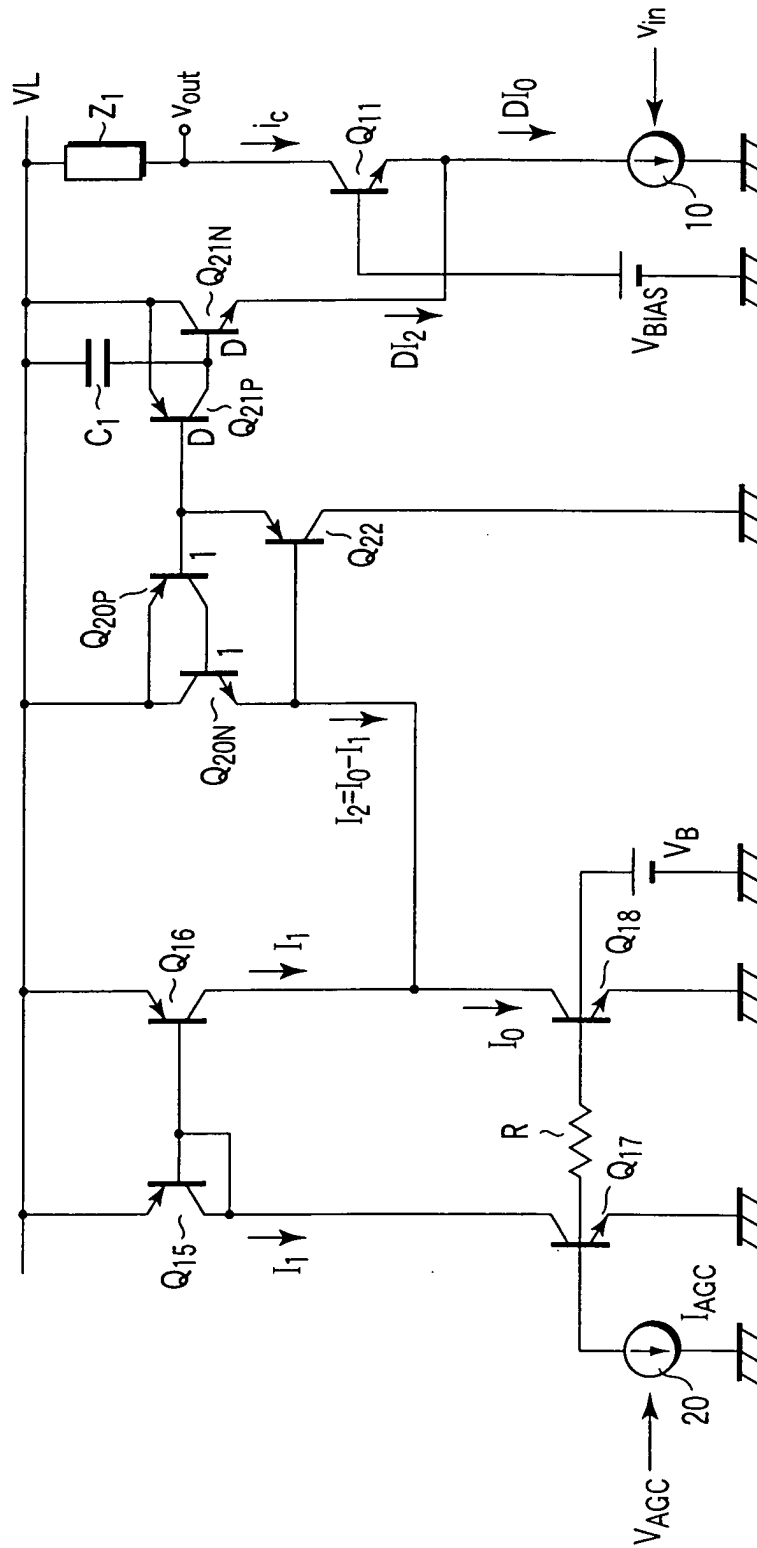 VL
Z1
Vout
ic
Q11
DI0
Vin
10
VBIAS
Q21N
D
DI2
C1
Q21P
D
Q20P
1
Q22
Q20N
1
I2=I0-I1
Q16
I1
I0
Q18
VB
R
Q15
I1
Q17
IAGC
20
VAGC